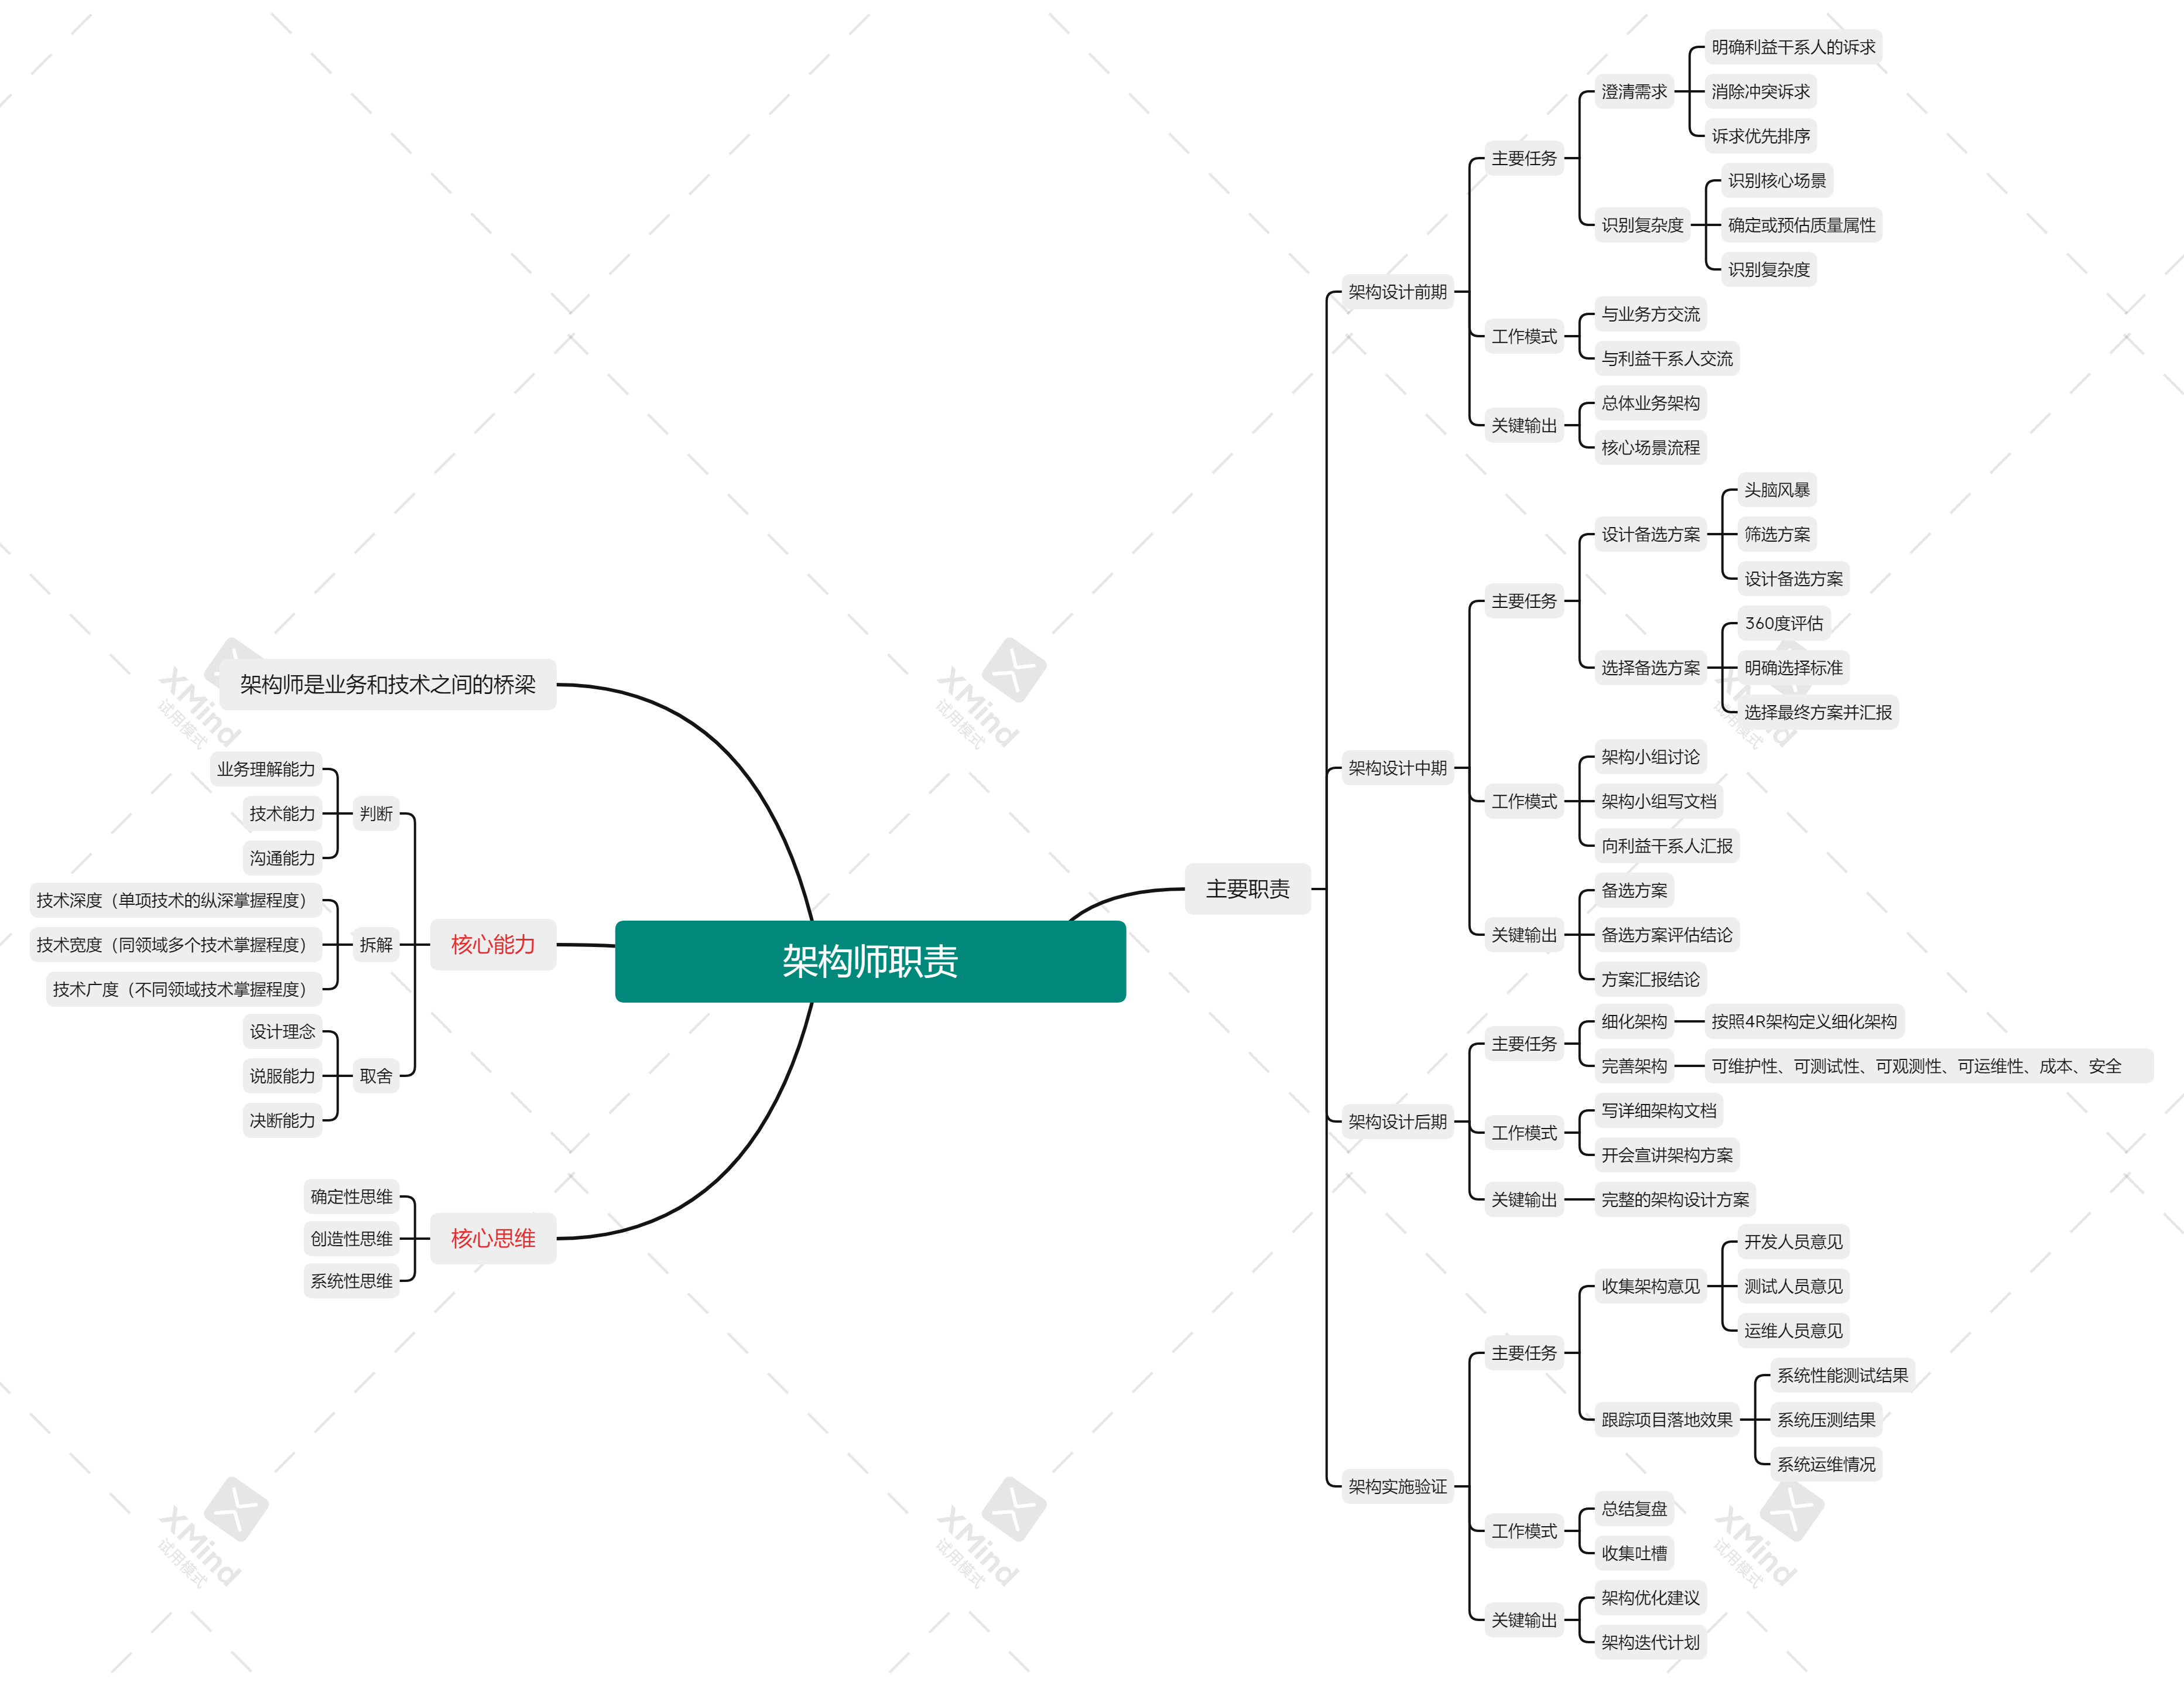 架构师职责
主要职责
架构设计前期
主要任务
澄清需求
明确利益干系人的诉求
消除冲突诉求
诉求优先排序
识别复杂度
识别核心场景
确定或预估质量属性
识别复杂度
工作模式
与业务方交流
与利益干系人交流
关键输出
总体业务架构
核心场景流程
架构设计中期
主要任务
设计备选方案
头脑风暴
筛选方案
设计备选方案
选择备选方案
360度评估
明确选择标准
选择最终方案并汇报
工作模式
架构小组讨论
架构小组写文档
向利益干系人汇报
关键输出
备选方案
备选方案评估结论
方案汇报结论
架构设计后期
主要任务
细化架构
按照4R架构定义细化架构
完善架构
可维护性、可测试性、可观测性、可运维性、成本、安全
工作模式
写详细架构文档
开会宣讲架构方案
关键输出
完整的架构设计方案
架构实施验证
主要任务
收集架构意见
开发人员意见
测试人员意见
运维人员意见
跟踪项目落地效果
系统性能测试结果
系统压测结果
系统运维情况
工作模式
总结复盘
收集吐槽
关键输出
架构优化建议
架构迭代计划
架构师是业务和技术之间的桥梁
核心能力
判断
业务理解能力
技术能力
沟通能力
拆解
技术深度（单项技术的纵深掌握程度）
技术宽度（同领域多个技术掌握程度）
技术广度（不同领域技术掌握程度）
取舍
设计理念
说服能力
决断能力
核心思维
确定性思维
创造性思维
系统性思维
XMind
试用模式
XMind
试用模式
XMind
试用模式
XMind
试用模式
XMind
试用模式
XMind
试用模式